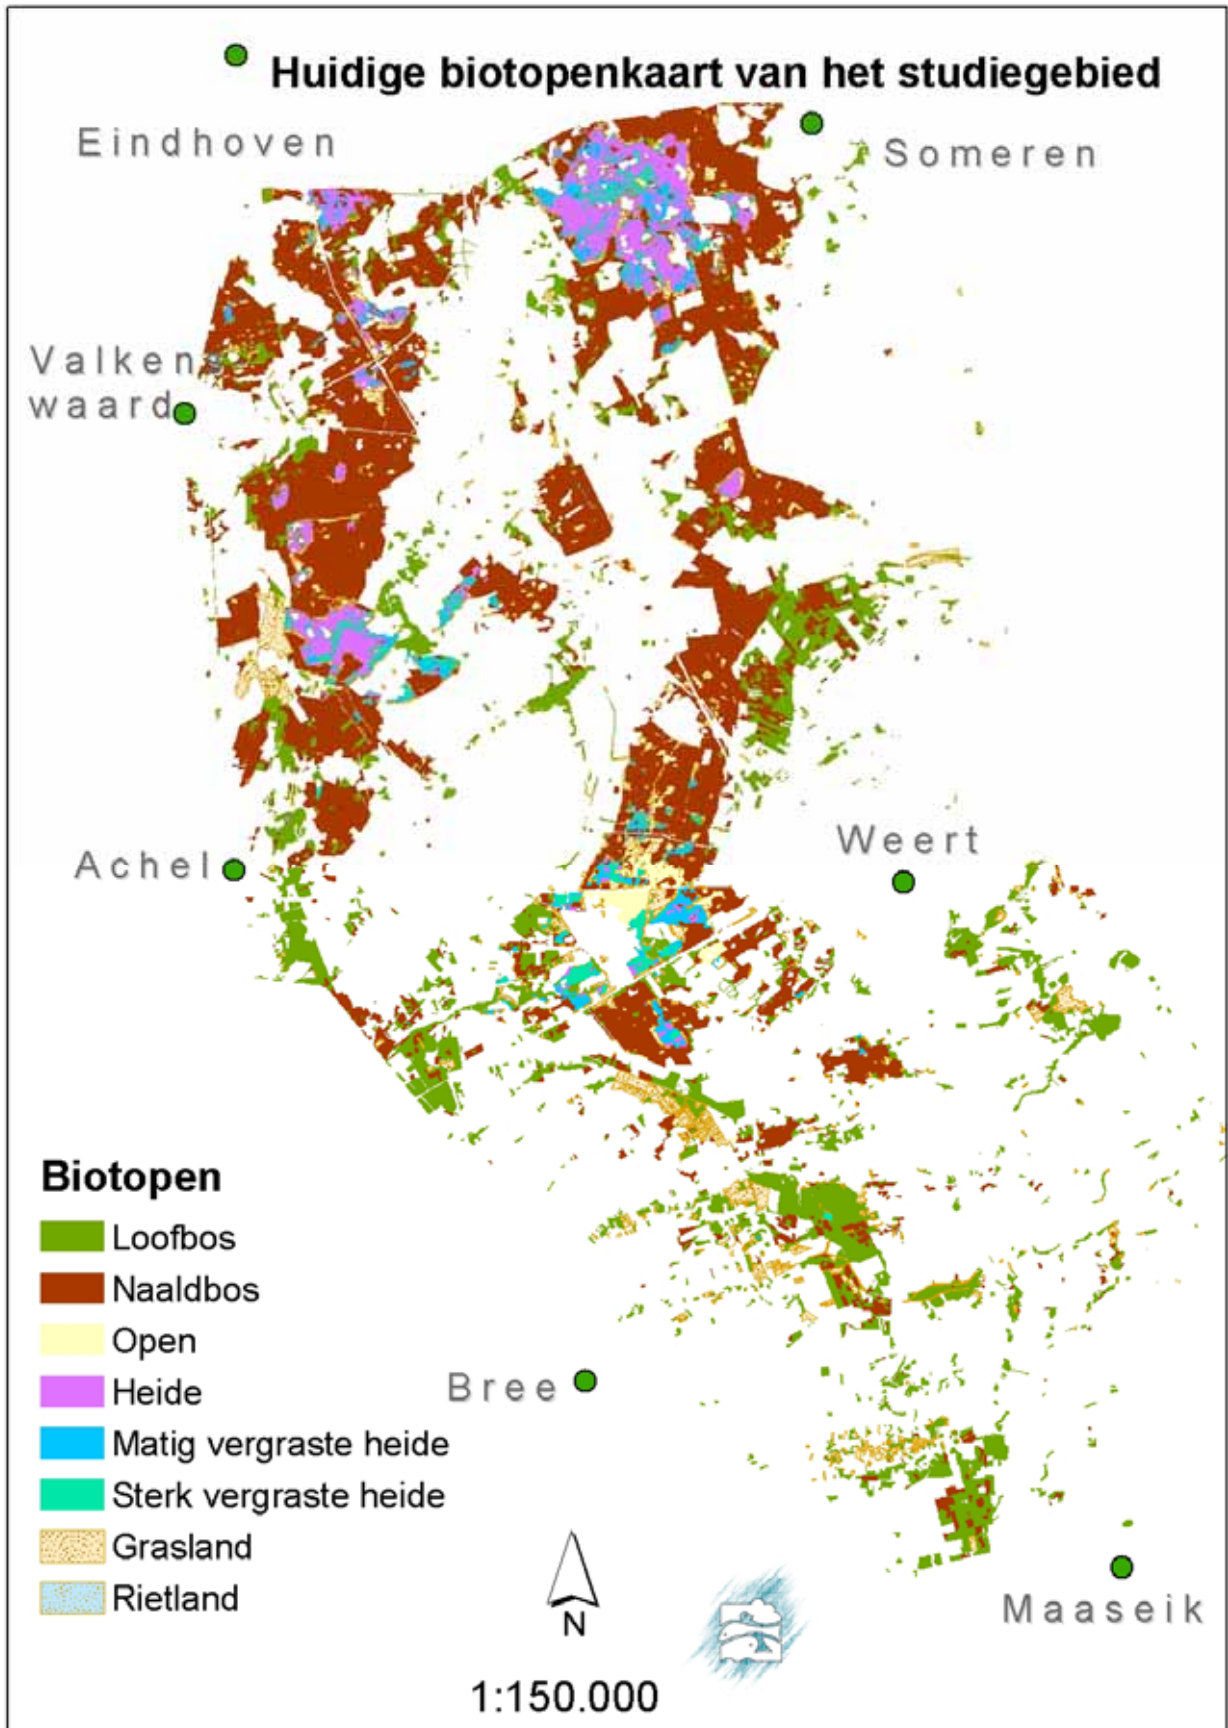 Huidige biotopenkaart van het studiegebied
Eindhoven
Someren
Valkens
waard
Weert
Achel
Biotopen
Loofbos
Naaldbos
Open
Heide
Matig vergraste heide
Sterk vergraste heide
Grasland
Rietland
Bree
Maaseik
N
1:150.000